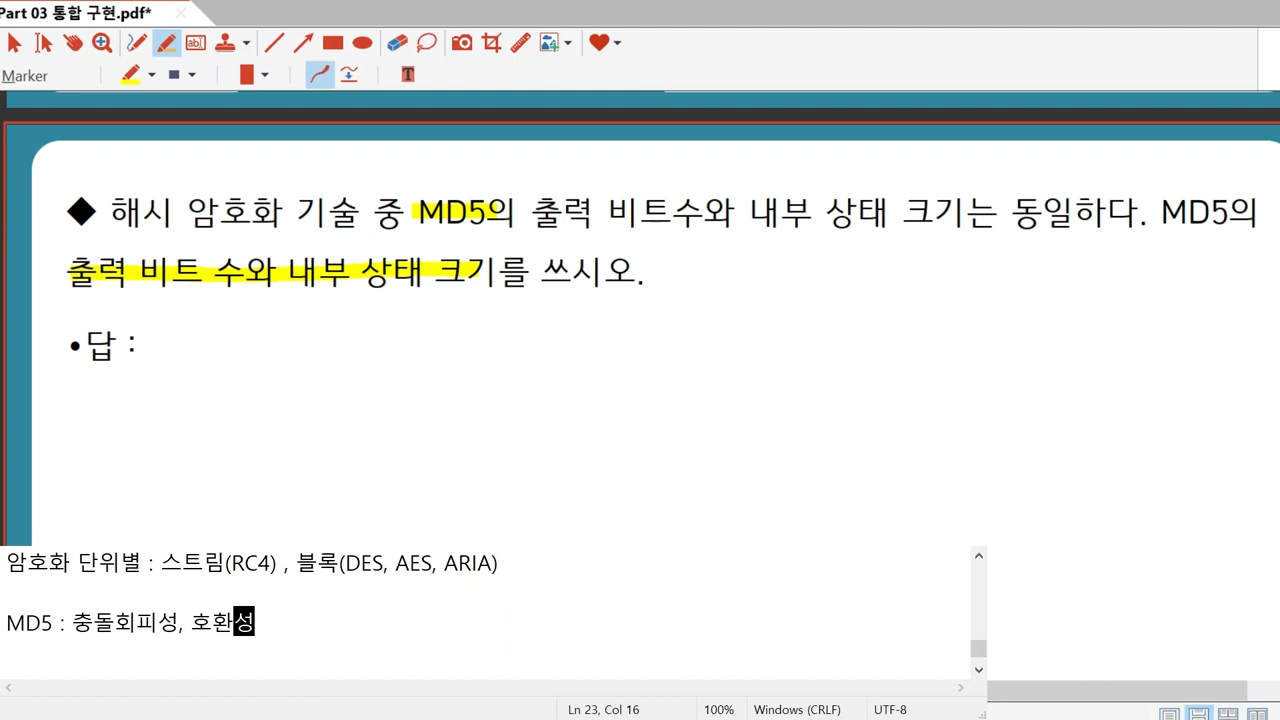 Part 03 통합 구현.pdf*
Marker
◆ 해시 암호화 기술 중 MD5의 출력 비트수와 내부 상태 크기는 동일하다. MD5의
출력 비트 수와 내부 상태 크기를 쓰시오.
•답 :
암호화 단위별 : 스트림(RC4) , 블록(DES, AES, ARIA)
MD5 : 충돌회피성, 호환성
Ln 23, Col 16 100% Windows (CRLF) UTF-8